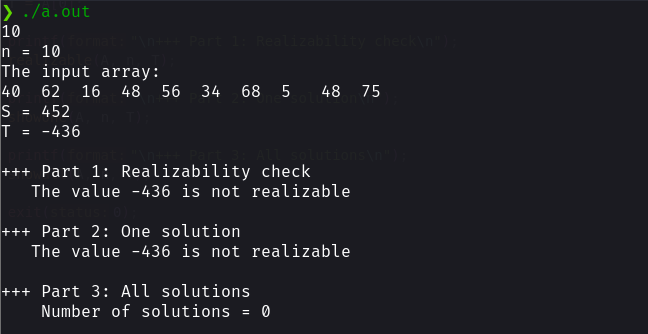 ❯ ./a.out
10
n = 10
The input array:
40  62  16  48  56  34  68  5   48  75
S = 452
T = -436

+++ Part 1: Realizability check
   The value -436 is not realizable

+++ Part 2: One solution
   The value -436 is not realizable

+++ Part 3: All solutions
    Number of solutions = 0